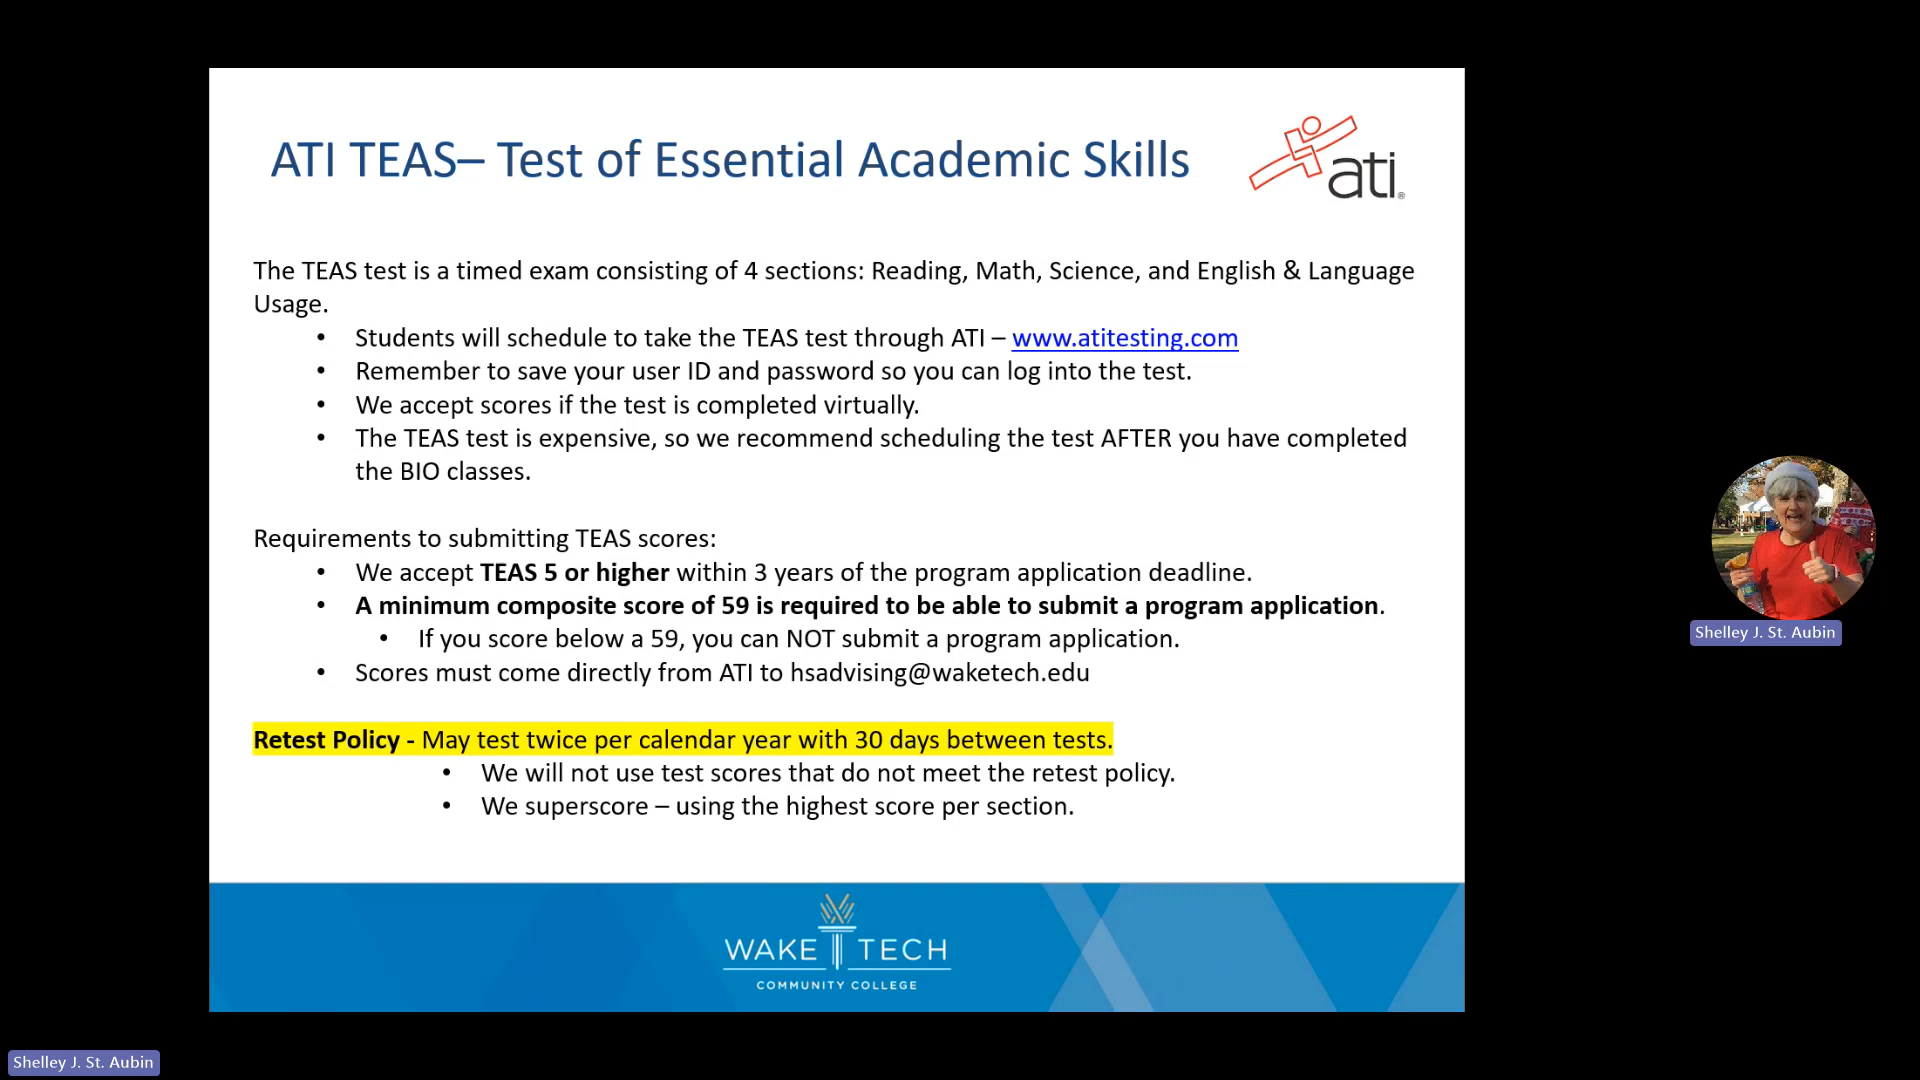 ATI TEAS– Test of Essential Academic Skills
ati®
The TEAS test is a timed exam consisting of 4 sections: Reading, Math, Science, and English & Language
Usage.
• Students will schedule to take the TEAS test through ATI – www.atitesting.com
• Remember to save your user ID and password so you can log into the test.
• We accept scores if the test is completed virtually.
• The TEAS test is expensive, so we recommend scheduling the test AFTER you have completed
the BIO classes.
Requirements to submitting TEAS scores:
• We accept TEAS 5 or higher within 3 years of the program application deadline.
• A minimum composite score of 59 is required to be able to submit a program application.
• If you score below a 59, you can NOT submit a program application.
• Scores must come directly from ATI to hsadvising@waketech.edu
Retest Policy - May test twice per calendar year with 30 days between tests.
• We will not use test scores that do not meet the retest policy.
• We superscore – using the highest score per section.
WAKE TECH
COMMUNITY COLLEGE
Shelley J. St. Aubin
Shelley J. St. Aubin